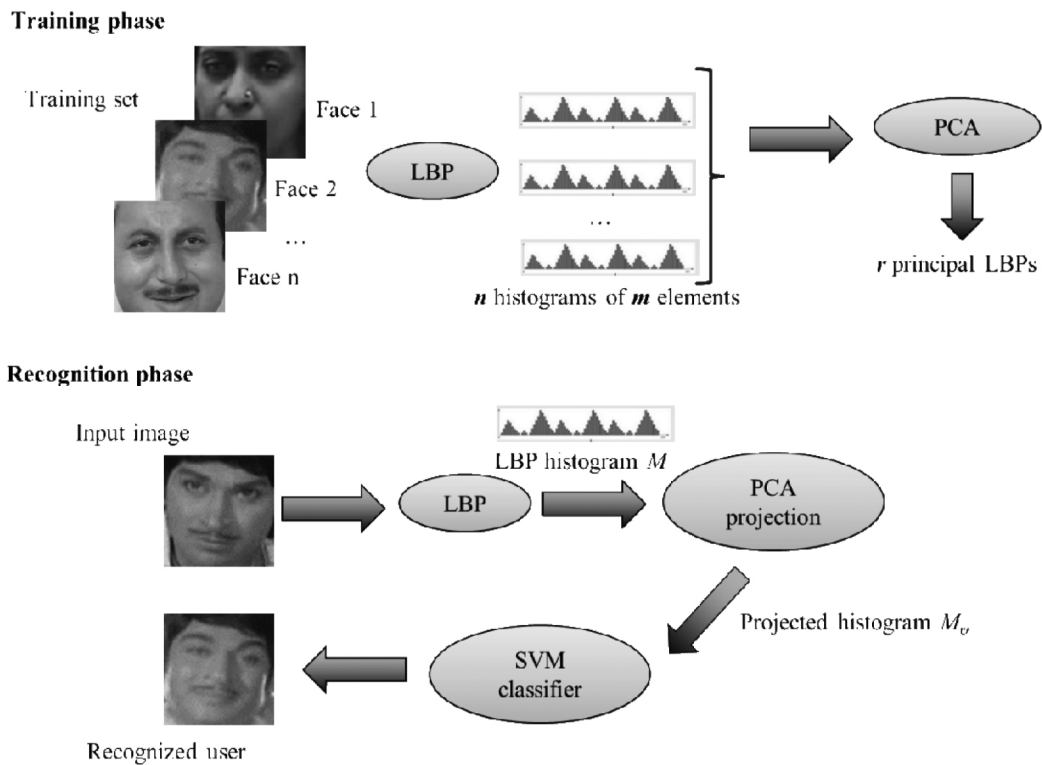 Training phase
Training set
Face 1
Face 2
...
Face n
LBP
...
n histograms of m elements
PCA
r principal LBPs
Recognition phase
Input image
LBP
LBP histogram M
PCA
projection
Projected histogram Mυ
SVM
classifier
Recognized user